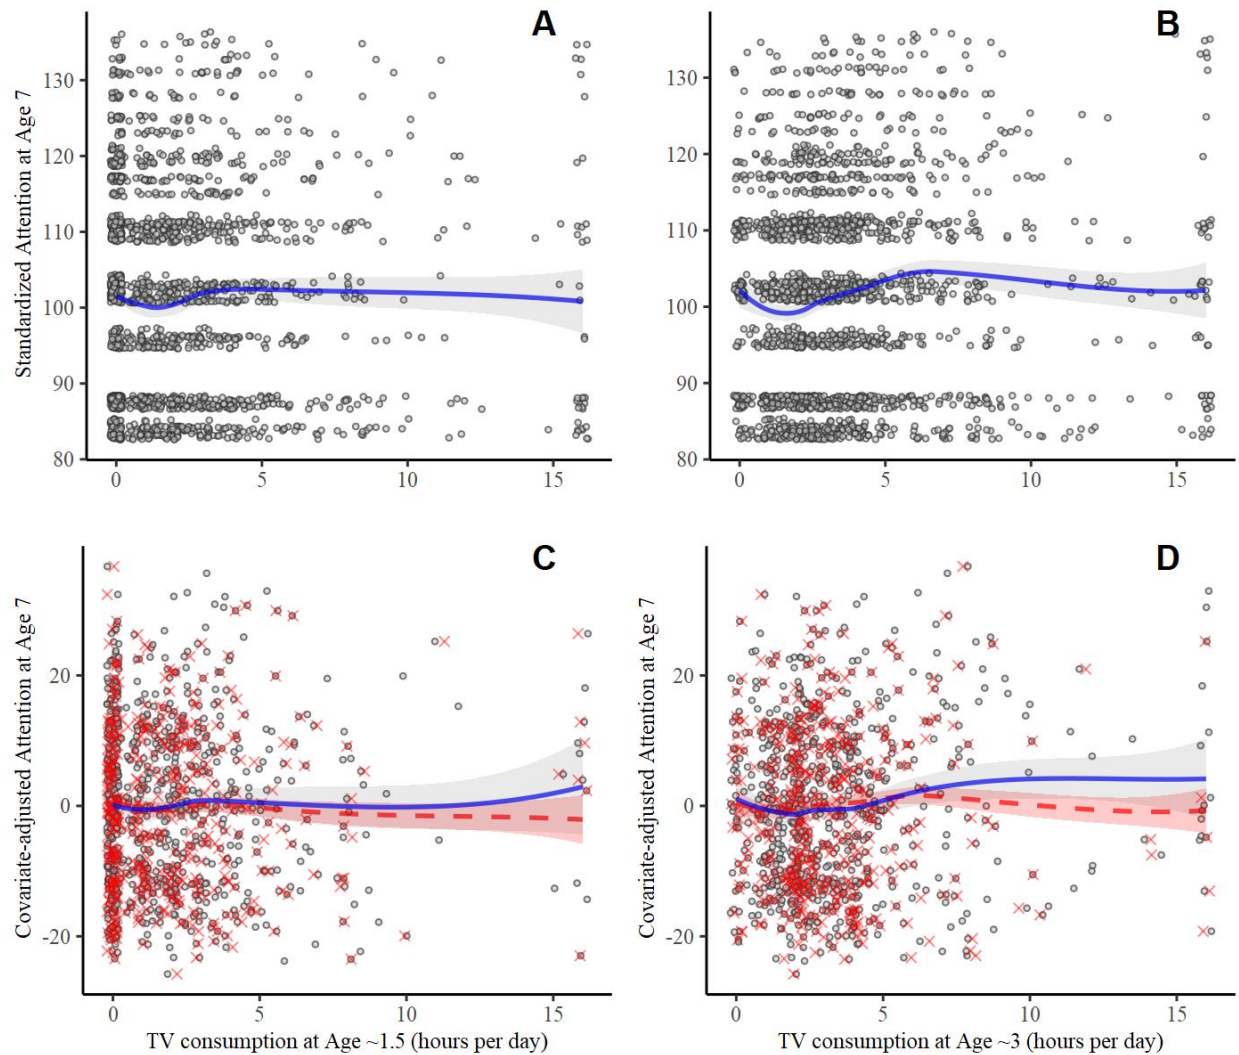 A
B
Standardized Attention at Age 7
130
120
110
100
90
80
0 5 10 15
130
120
110
100
90
80
0 5 10 15
C
D
Covariate-adjusted Attention at Age 7
20
0
-20
0 5 10 15
TV consumption at Age ~1.5 (hours per day)
Covariate-adjusted Attention at Age 7
20
0
-20
0 5 10 15
TV consumption at Age ~3 (hours per day)